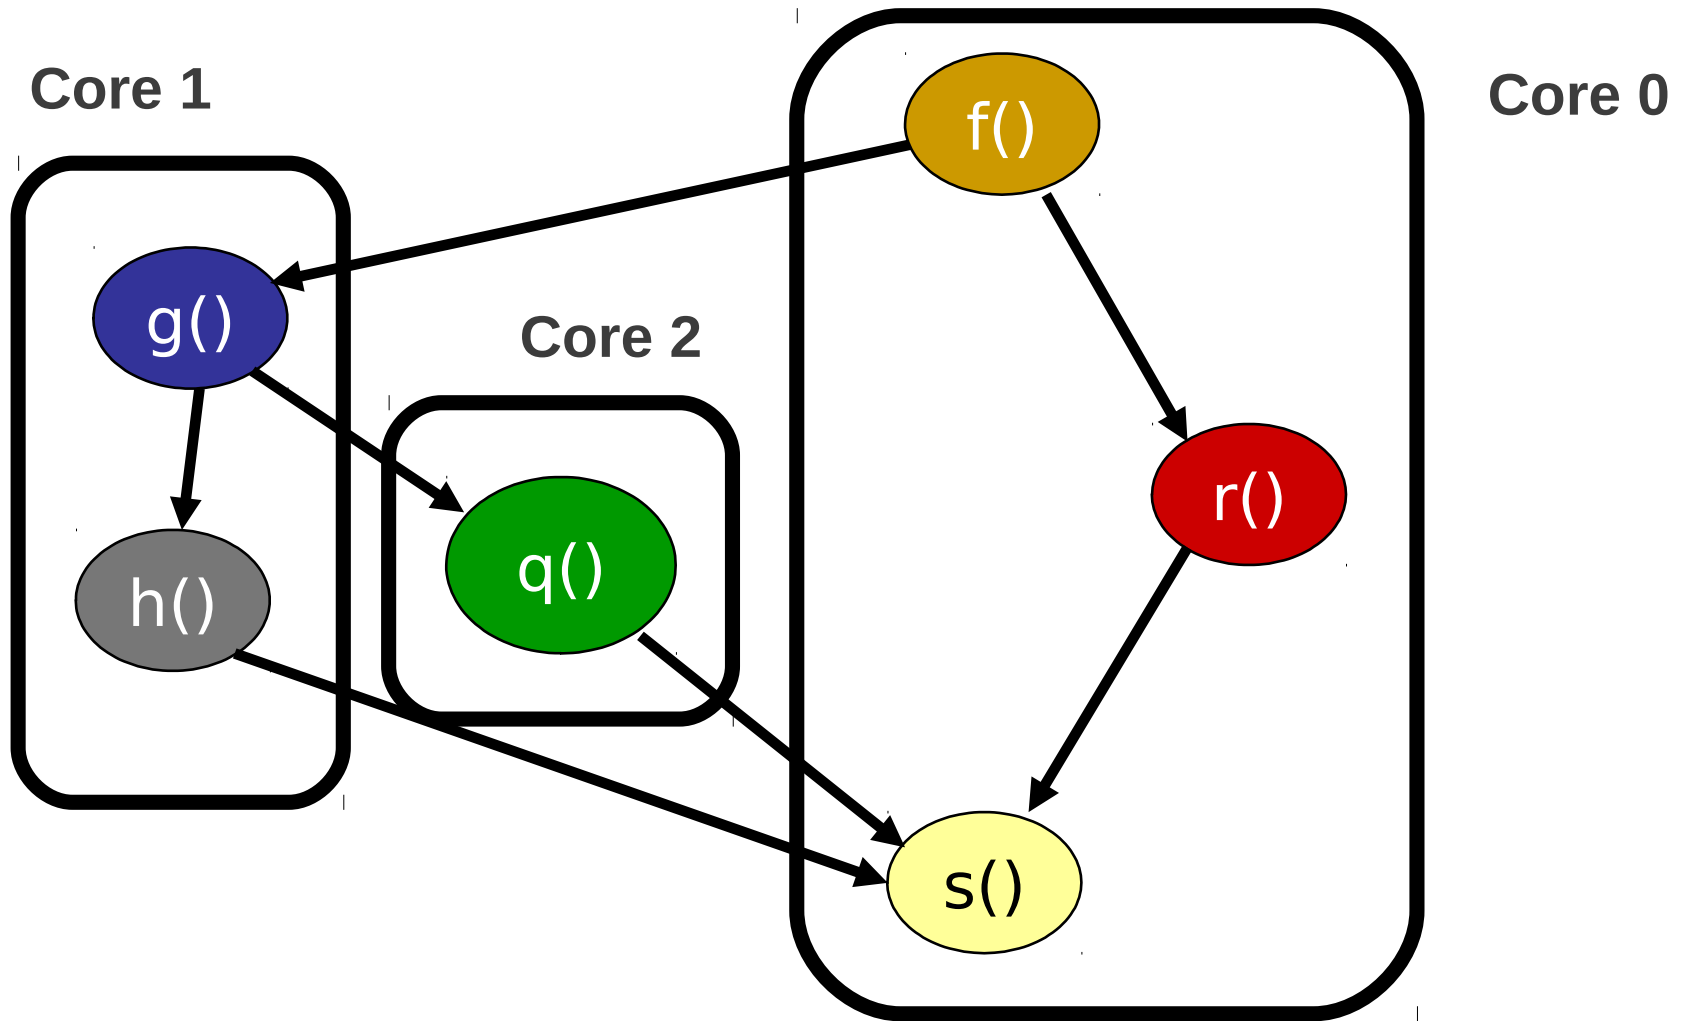 Core 1
Core 0
f()
g()
Core 2
r()
q()
h()
s()